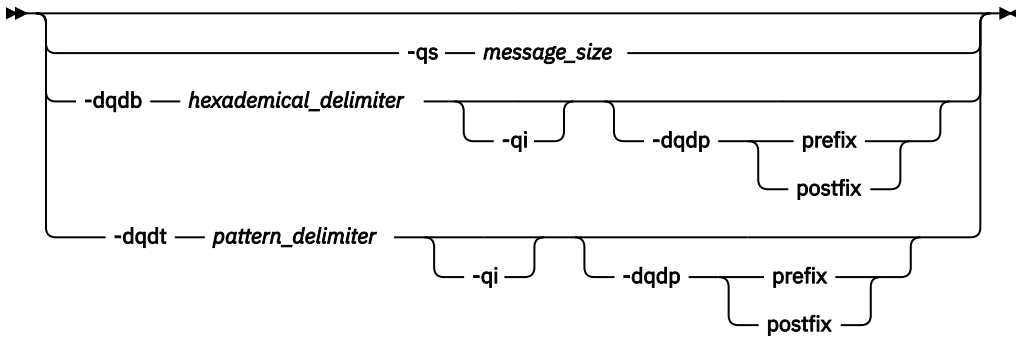 -qs message_size
-dqdb hexademical_delimiter
-qi -dqdp prefix
postfix
-dqdt pattern_delimiter
-qi -dqdp prefix
postfix